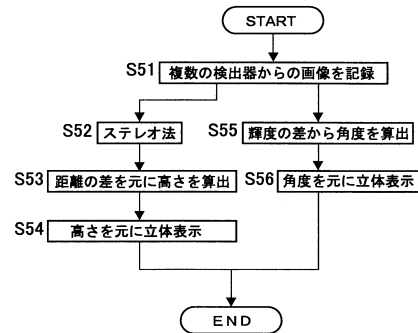 START
S51 複数の検出器からの画像を記録
S52 ステレオ法
S55 輝度の差から角度を算出
S53 距離の差を元に高さを算出
S56 角度を元に立体表示
S54 高さを元に立体表示
END